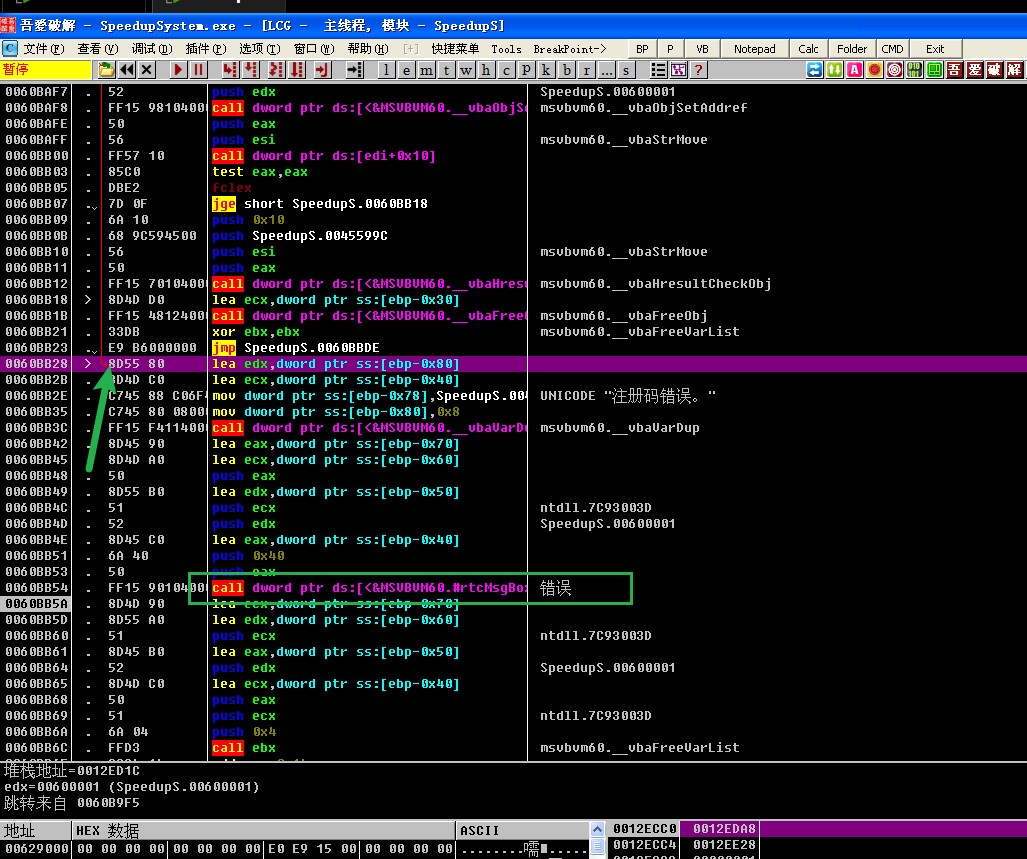 吾愛破解 - SpeedupSystem.exe - [LCG - 主线程, 模块 - SpeedupS]
C 文件(F) 查看(V) 调试(D) 插件(P) 选项(T) 窗口(W) 帮助(H) [+] 快捷菜单 Tools BreakPoint-> BP P VB Notepad Calc Folder CMD Exit
暂停 l e m t w h c p k b r ... s ? A 吾 爱 破 解
0060BAF7 . 52 push edx SpeedupS.00600001
0060BAF8 . FF15 98104000 call dword ptr ds:[<&MSVBVM60.__vbaObjSe msvbvm60.__vbaObjSetAddref
0060BAFE . 50 push eax
0060BAFF . 56 push esi msvbvm60.__vbaStrMove
0060BB00 . FF57 10 call dword ptr ds:[edi+0x10]
0060BB03 . 85C0 test eax,eax
0060BB05 . DBE2 fclex
0060BB07 . 7D 0F jge short SpeedupS.0060BB18
0060BB09 . 6A 10 push 0x10
0060BB0B . 68 9C594500 push SpeedupS.0045599C
0060BB10 . 56 push esi msvbvm60.__vbaStrMove
0060BB11 . 50 push eax
0060BB12 . FF15 70104000 call dword ptr ds:[<&MSVBVM60.__vbaHresu msvbvm60.__vbaHresultCheckObj
0060BB18 > 8D4D D0 lea ecx,dword ptr ss:[ebp-0x30]
0060BB1B . FF15 48124000 call dword ptr ds:[<&MSVBVM60.__vbaFree msvbvm60.__vbaFreeObj
0060BB21 . 33DB xor ebx,ebx msvbvm60.__vbaFreeVarList
0060BB23 . E9 B6000000 jmp SpeedupS.0060BBDE
0060BB28 > 8D55 80 lea edx,dword ptr ss:[ebp-0x80]
0060BB2B . 8D4D C0 lea ecx,dword ptr ss:[ebp-0x40]
0060BB2E . C745 88 C06F4 mov dword ptr ss:[ebp-0x78],SpeedupS.004 UNICODE "注册码错误。"
0060BB35 . C745 80 08000 mov dword ptr ss:[ebp-0x80],0x8
0060BB3C . FF15 F4114000 call dword ptr ds:[<&MSVBVM60.__vbaVarDu msvbvm60.__vbaVarDup
0060BB42 . 8D45 90 lea eax,dword ptr ss:[ebp-0x70]
0060BB45 . 8D4D A0 lea ecx,dword ptr ss:[ebp-0x60]
0060BB48 . 50 push eax
0060BB49 . 8D55 B0 lea edx,dword ptr ss:[ebp-0x50]
0060BB4C . 51 push ecx ntdll.7C93003D
0060BB4D . 52 push edx SpeedupS.00600001
0060BB4E . 8D45 C0 lea eax,dword ptr ss:[ebp-0x40]
0060BB51 . 6A 40 push 0x40
0060BB53 . 50 push eax
0060BB54 . FF15 90104000 call dword ptr ds:[<&MSVBVM60.#rtcMsgBox 错误
0060BB5A . 8D4D 90 lea ecx,dword ptr ss:[ebp-0x70]
0060BB5D . 8D55 A0 lea edx,dword ptr ss:[ebp-0x60]
0060BB60 . 51 push ecx ntdll.7C93003D
0060BB61 . 8D45 B0 lea eax,dword ptr ss:[ebp-0x50]
0060BB64 . 52 push edx SpeedupS.00600001
0060BB65 . 8D4D C0 lea ecx,dword ptr ss:[ebp-0x40]
0060BB68 . 50 push eax
0060BB69 . 51 push ecx ntdll.7C93003D
0060BB6A . 6A 04 push 0x4
0060BB6C . FFD3 call ebx msvbvm60.__vbaFreeVarList
堆栈地址=0012ED1C
edx=00600001 (SpeedupS.00600001)
跳转来自 0060B9F5
地址 HEX 数据 ASCII 0012ECC0 0012EDA8
00629000 00 00 00 00 00 00 00 00 E0 E9 15 00 00 00 00 00 0012ECC4 0012EE28